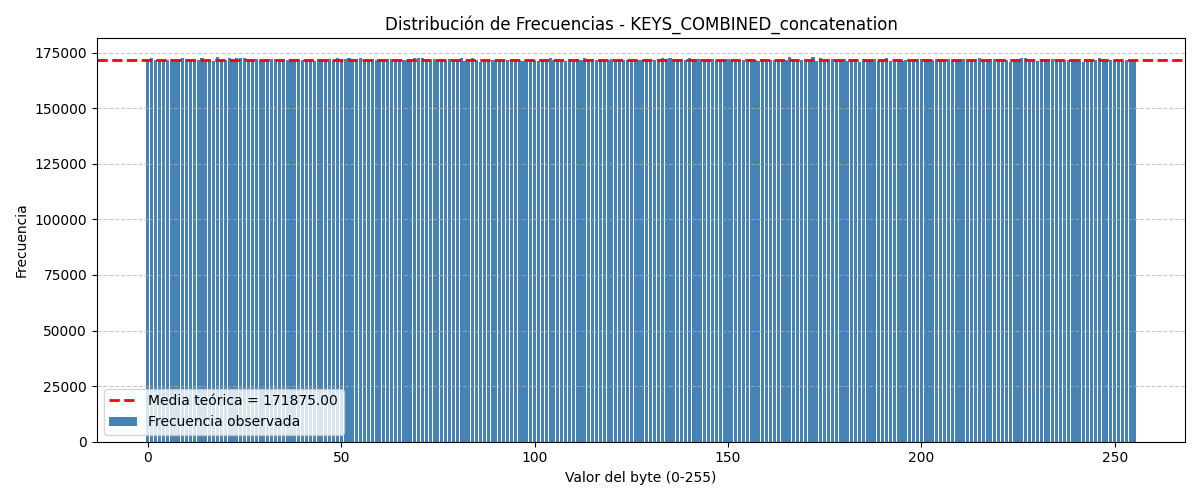 Distribución de Frecuencias - KEYS_COMBINED_concatenation
175000
150000
125000
100000
75000
50000
25000
0
Frecuencia
Media teórica = 171875.00
Frecuencia observada
0 50 100 150 200 250
Valor del byte (0-255)